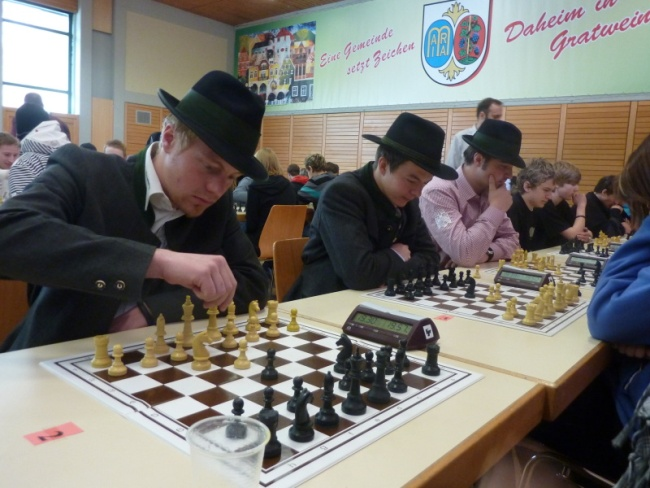 Eine Gemeinde
setzt Zeichen
Daheim in
Gratwein
2